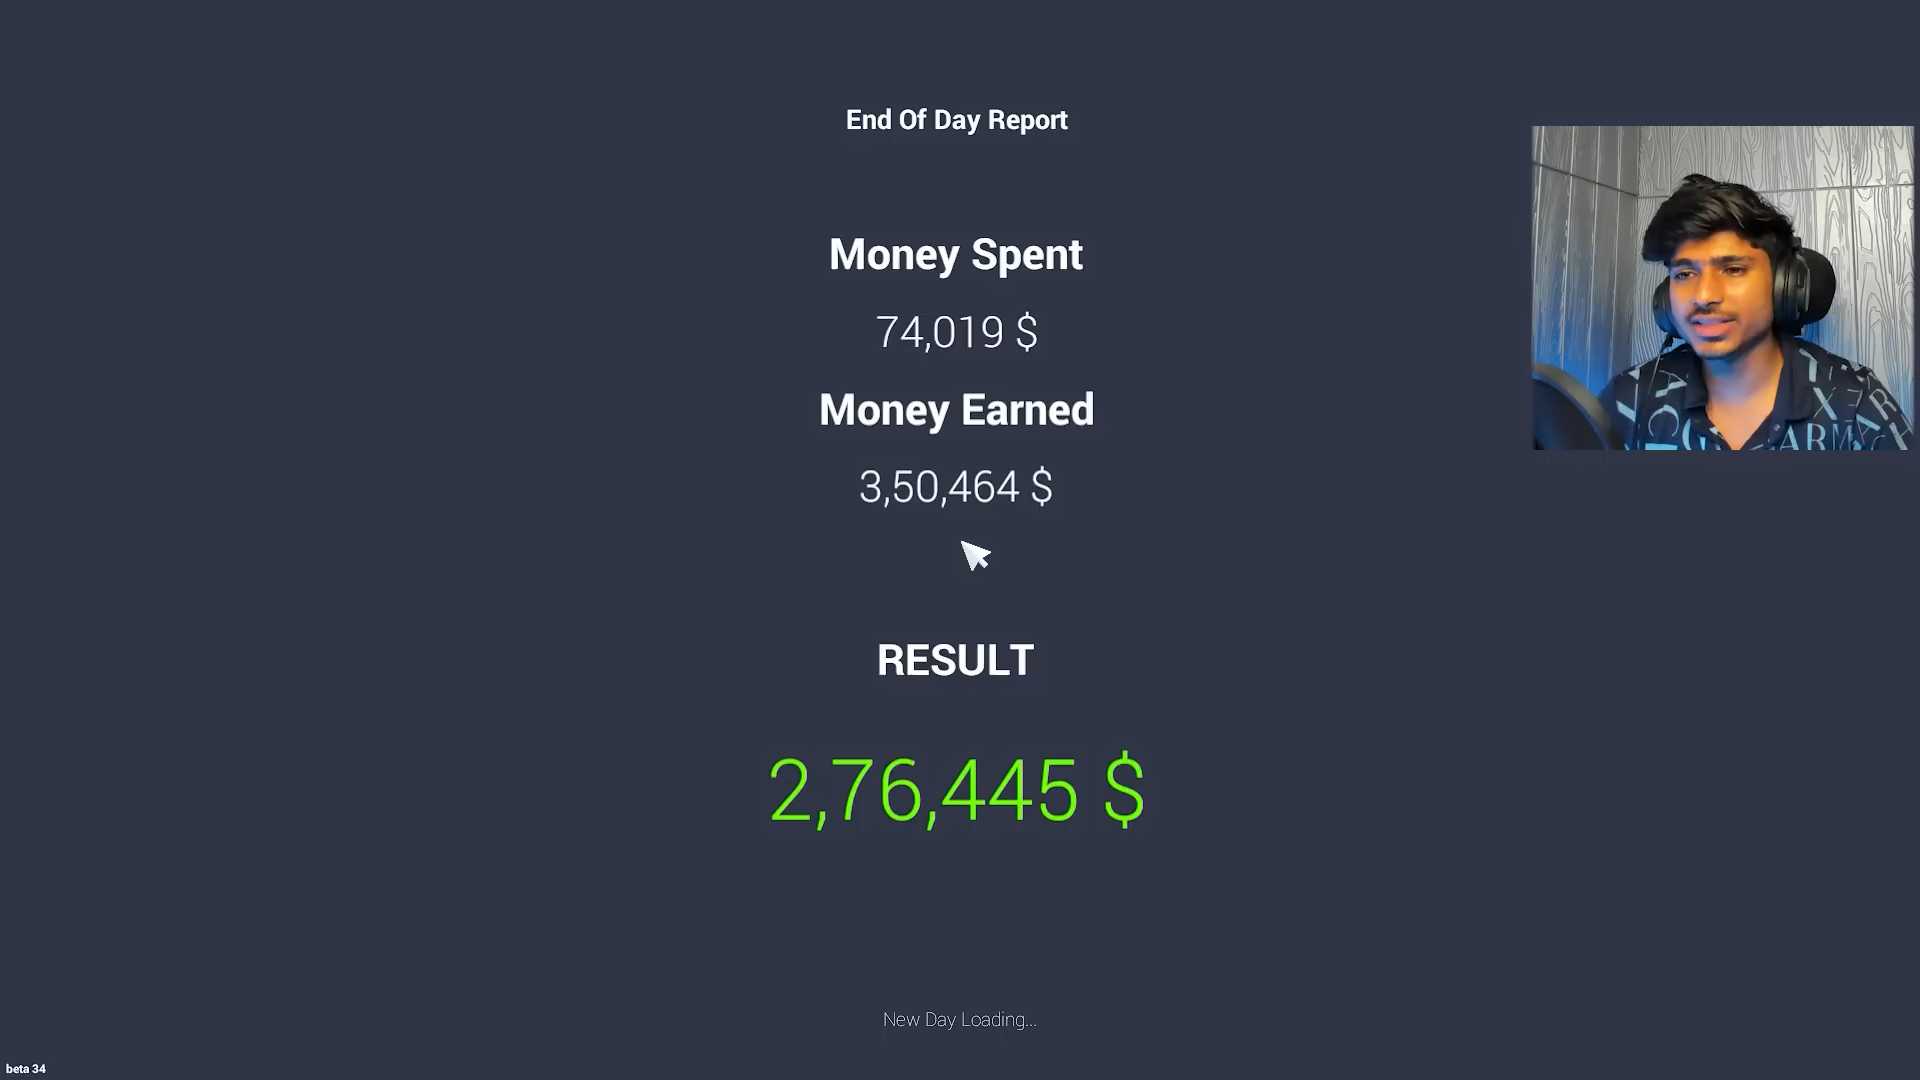 End Of Day Report
Money Spent
74,019 $
Money Earned
3,50,464 $
RESULT
2,76,445 $
New Day Loading...
beta 34